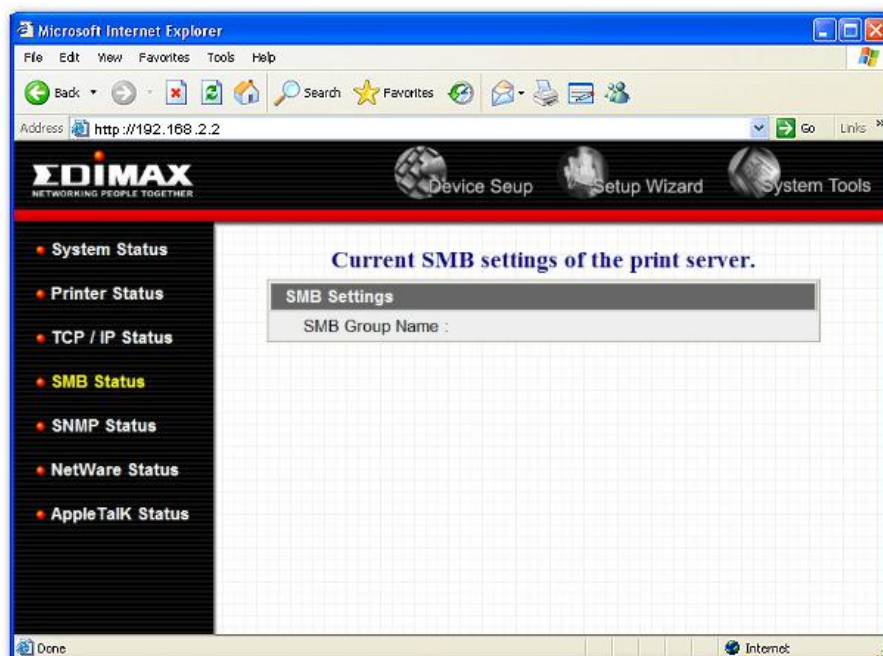 Microsoft Internet Explorer
File Edit View Favorites Tools Help
Back Search Favorites
Address http://192.168.2.2 Go Links »
EDIMAX
NETWORKING PEOPLE TOGETHER
Device Seup Setup Wizard System Tools
System Status
Printer Status
TCP / IP Status
SMB Status
SNMP Status
NetWare Status
AppleTalK Status
Current SMB settings of the print server.
SMB Settings
SMB Group Name :
Done Internet